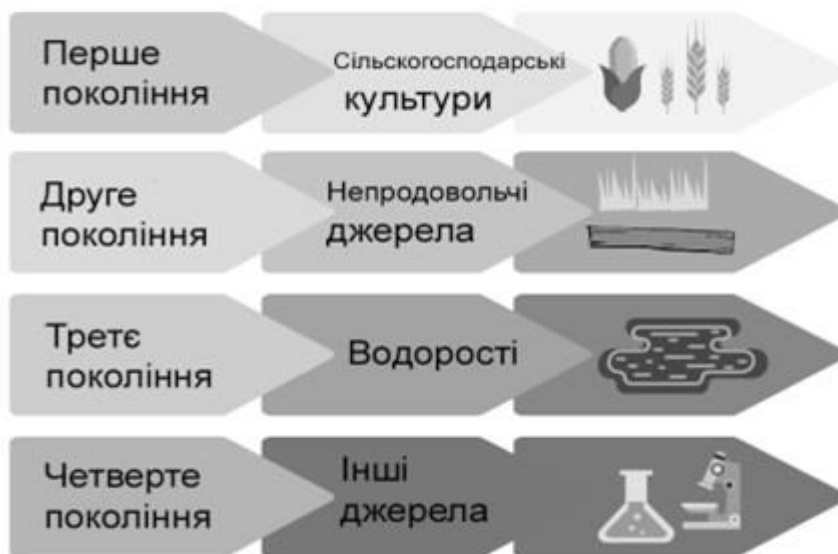 Перше
покоління
Сільскогосподарські
культури
Друге
покоління
Непродовольчі
джерела
Третє
покоління
Водорості
Четверте
покоління
Інші
джерела